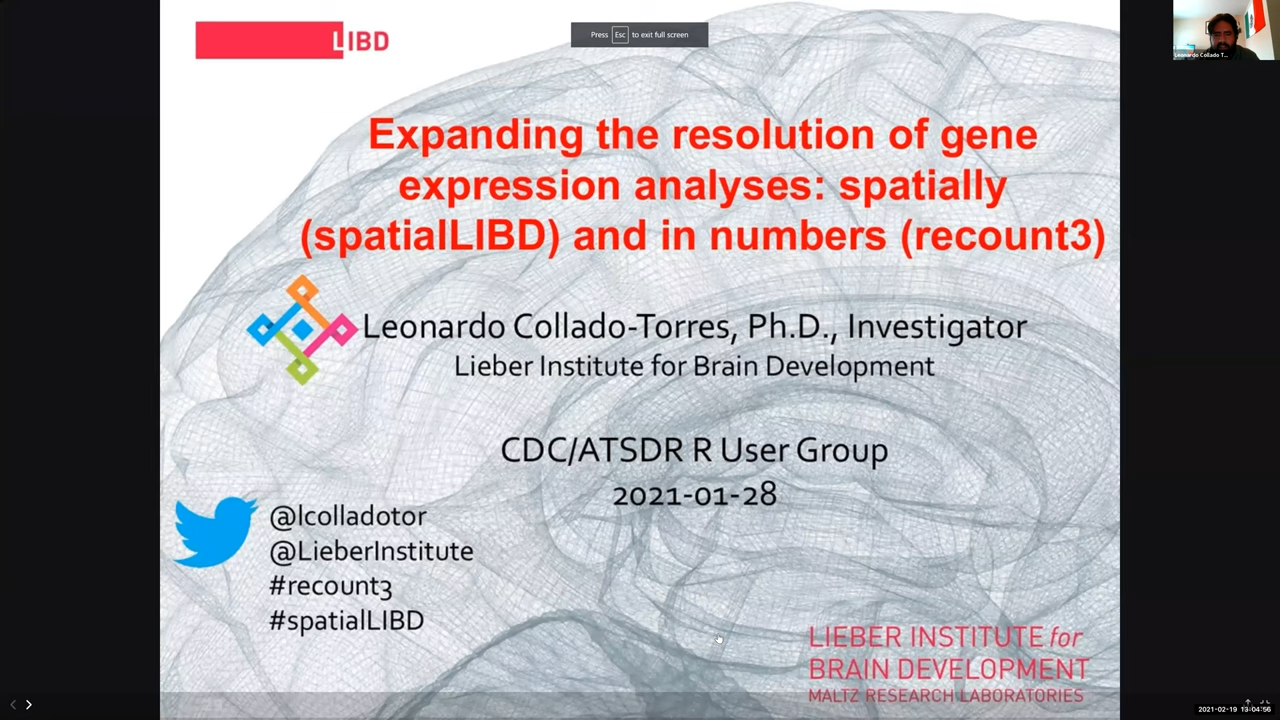 LIBD
Press Esc to exit full screen
Leonardo Collado T...
Expanding the resolution of gene
expression analyses: spatially
(spatialLIBD) and in numbers (recount3)
Leonardo Collado-Torres, Ph.D., Investigator
Lieber Institute for Brain Development
CDC/ATSDR R User Group
2021-01-28
@lcolladotor
@LieberInstitute
#recount3
#spatialLIBD
LIEBER INSTITUTE for
BRAIN DEVELOPMENT
MALTZ RESEARCH LABORATORIES
2021-02-19 13:04:56